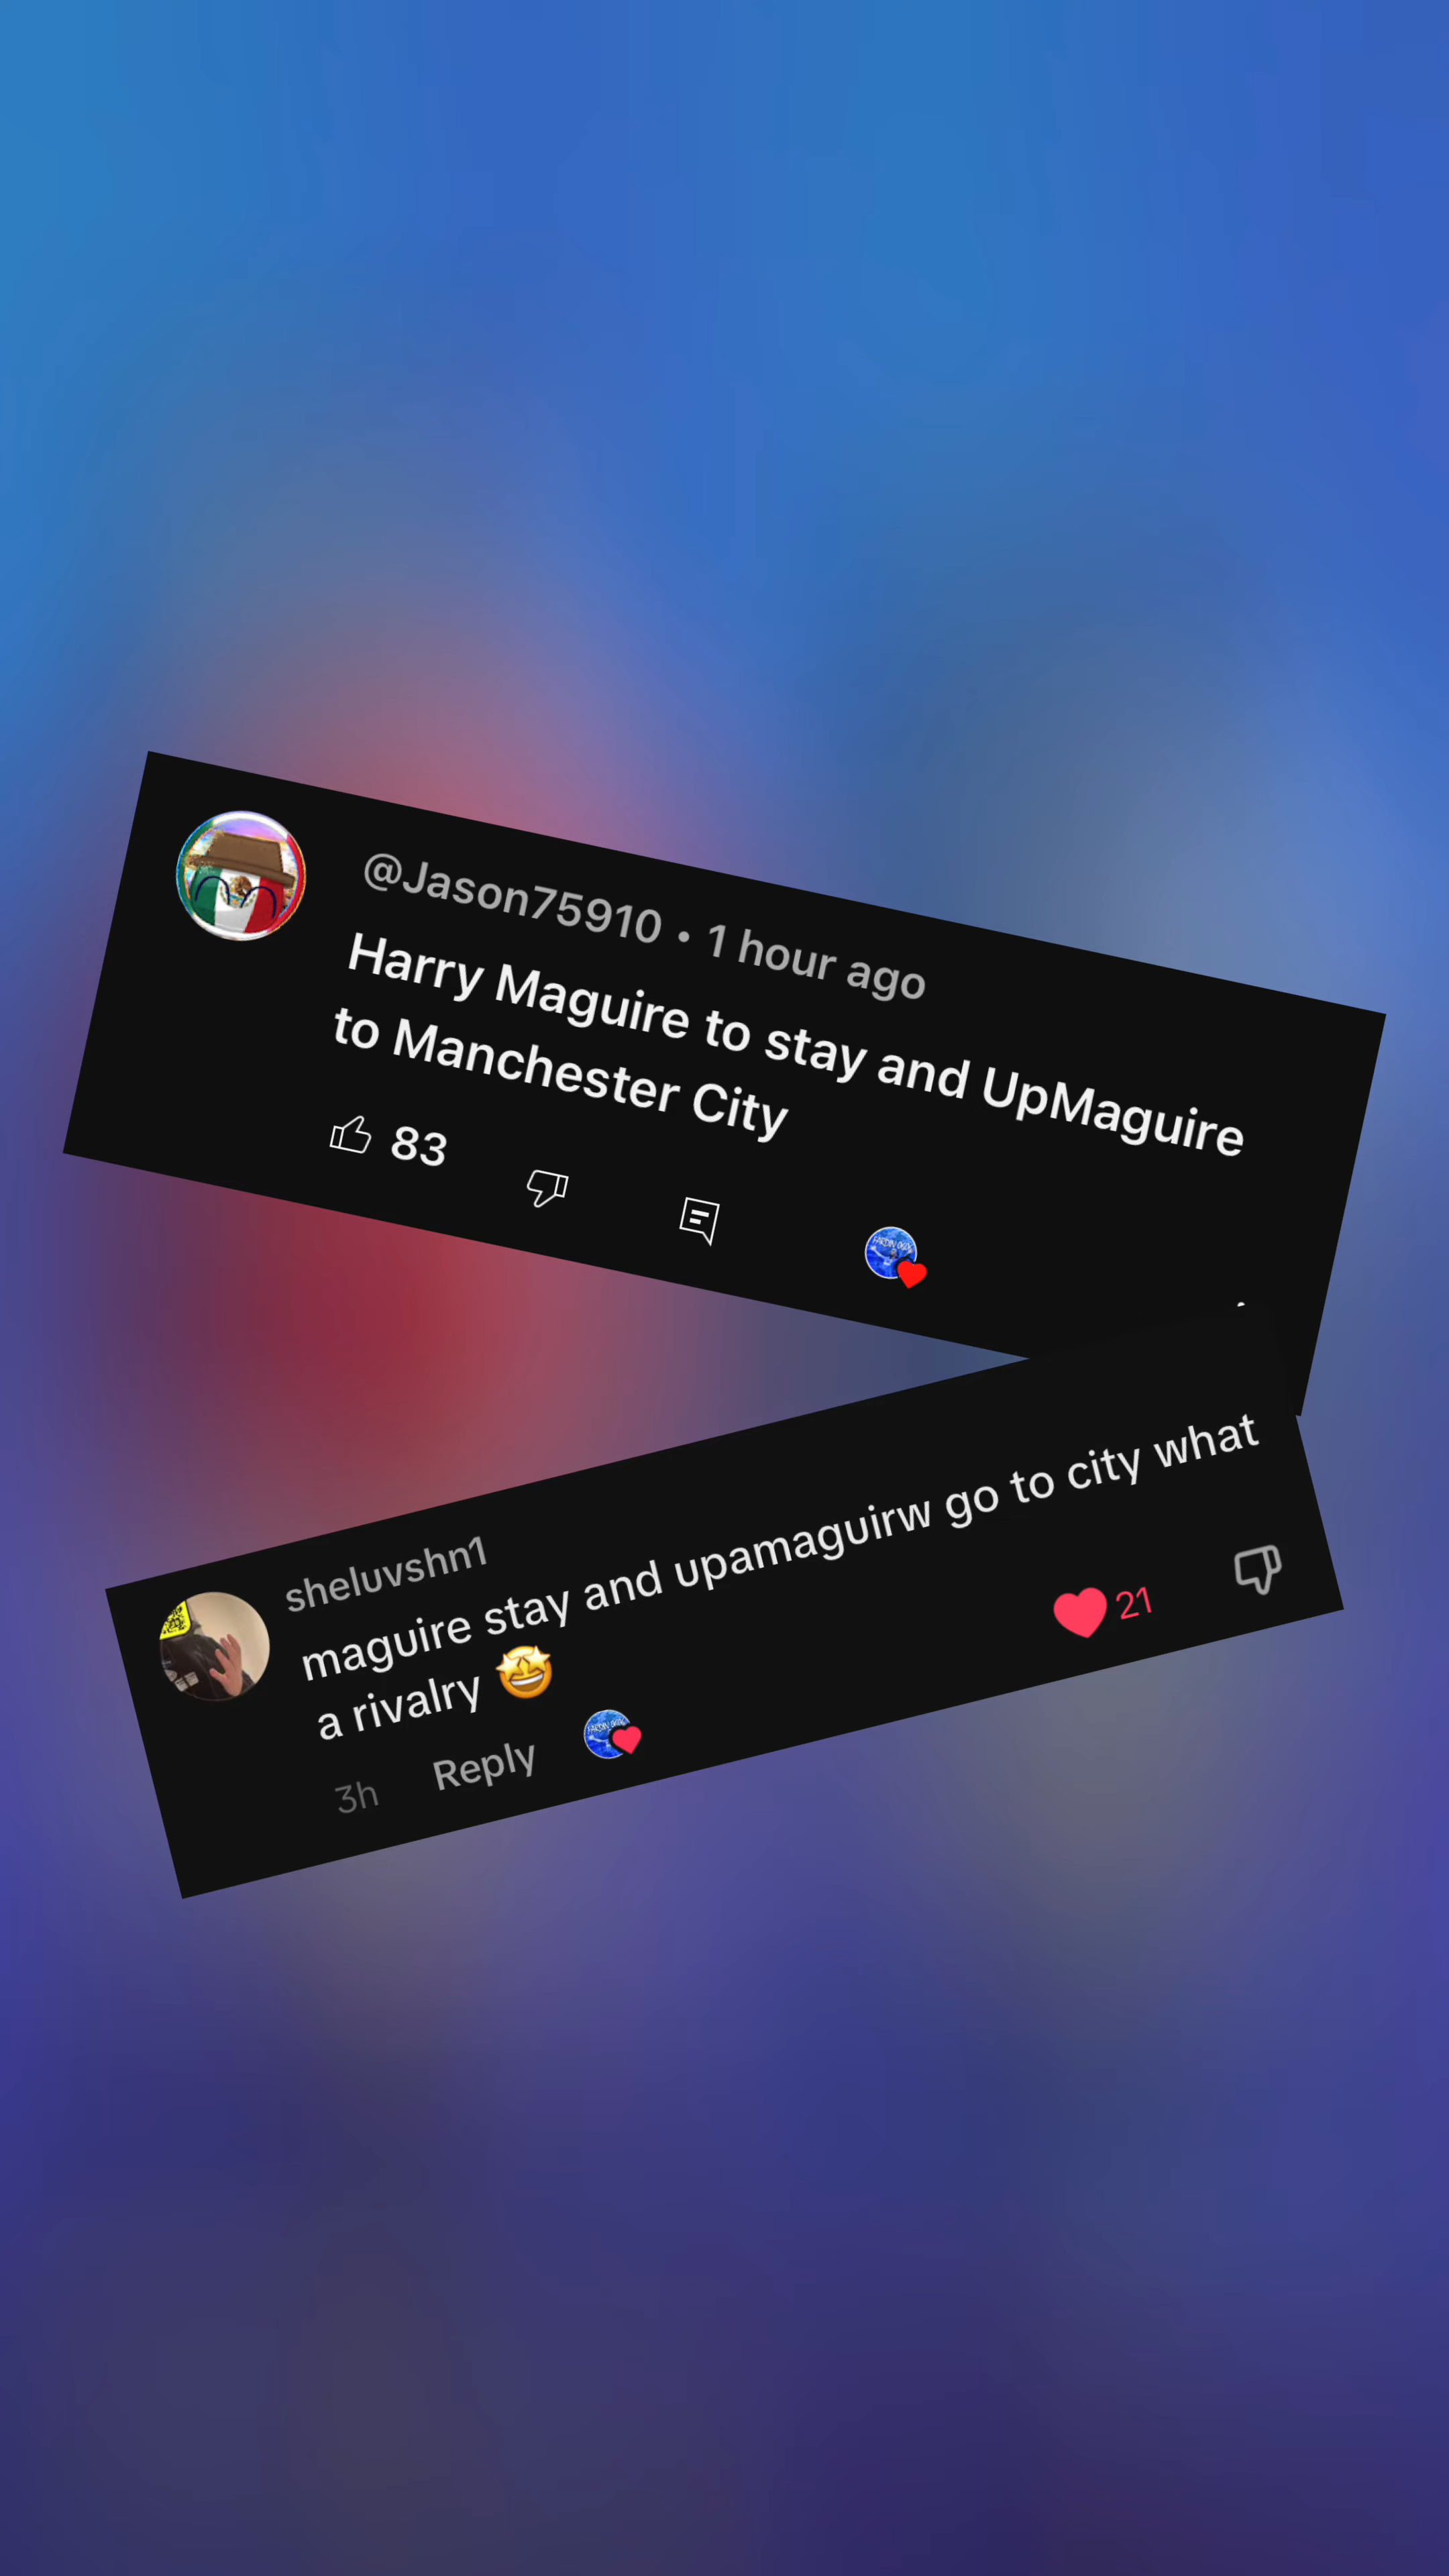 @Jason75910 • 1 hour ago
Harry Maguire to stay and UpMaguire
to Manchester City
83
sheluvshn1
maguire stay and upamaguirw go to city what
a rivalry 🤩
21
3h Reply